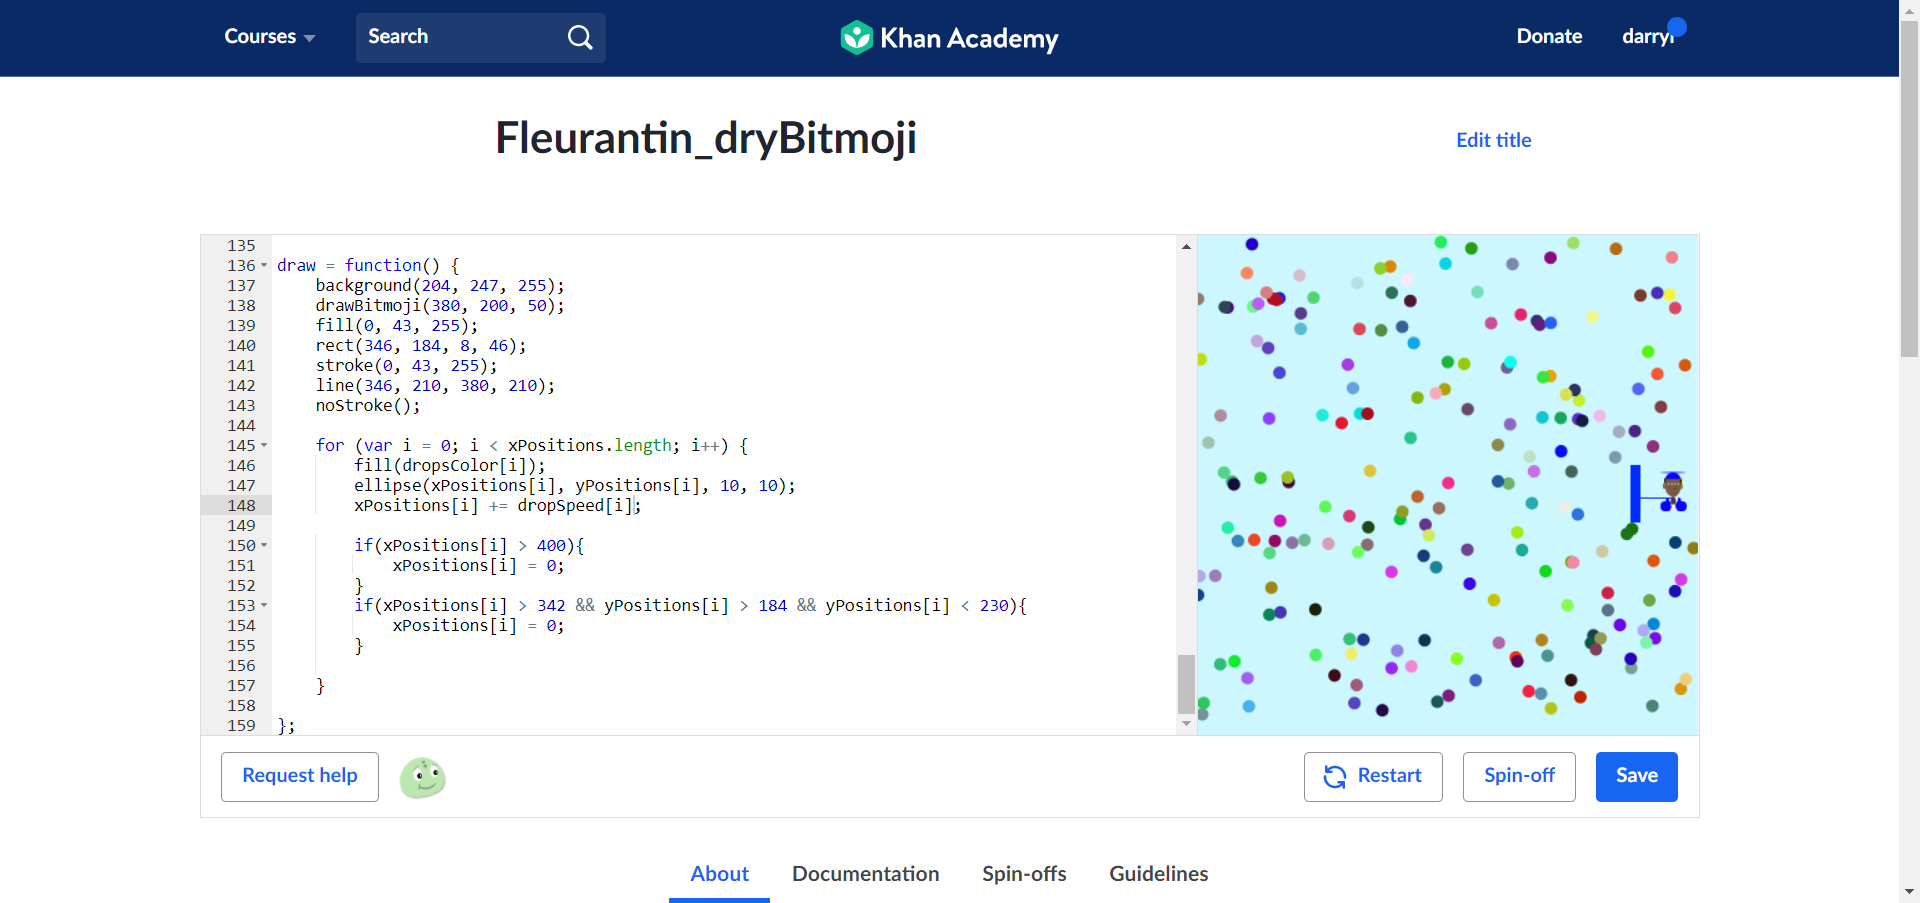 Courses
Search
Khan Academy
Donate
darryl
Fleurantin_dryBitmoji
Edit title
135
136 draw = function() {
137 background(204, 247, 255);
138 drawBitmoji(380, 200, 50);
139 fill(0, 43, 255);
140 rect(346, 184, 8, 46);
141 stroke(0, 43, 255);
142 line(346, 210, 380, 210);
143 noStroke();
144
145 for (var i = 0; i < xPositions.length; i++) {
146 fill(dropsColor[i]);
147 ellipse(xPositions[i], yPositions[i], 10, 10);
148 xPositions[i] += dropSpeed[i];
149
150 if(xPositions[i] > 400){
151 xPositions[i] = 0;
152 }
153 if(xPositions[i] > 342 && yPositions[i] > 184 && yPositions[i] < 230){
154 xPositions[i] = 0;
155 }
156
157 }
158
159 };
Request help
Restart
Spin-off
Save
About
Documentation
Spin-offs
Guidelines